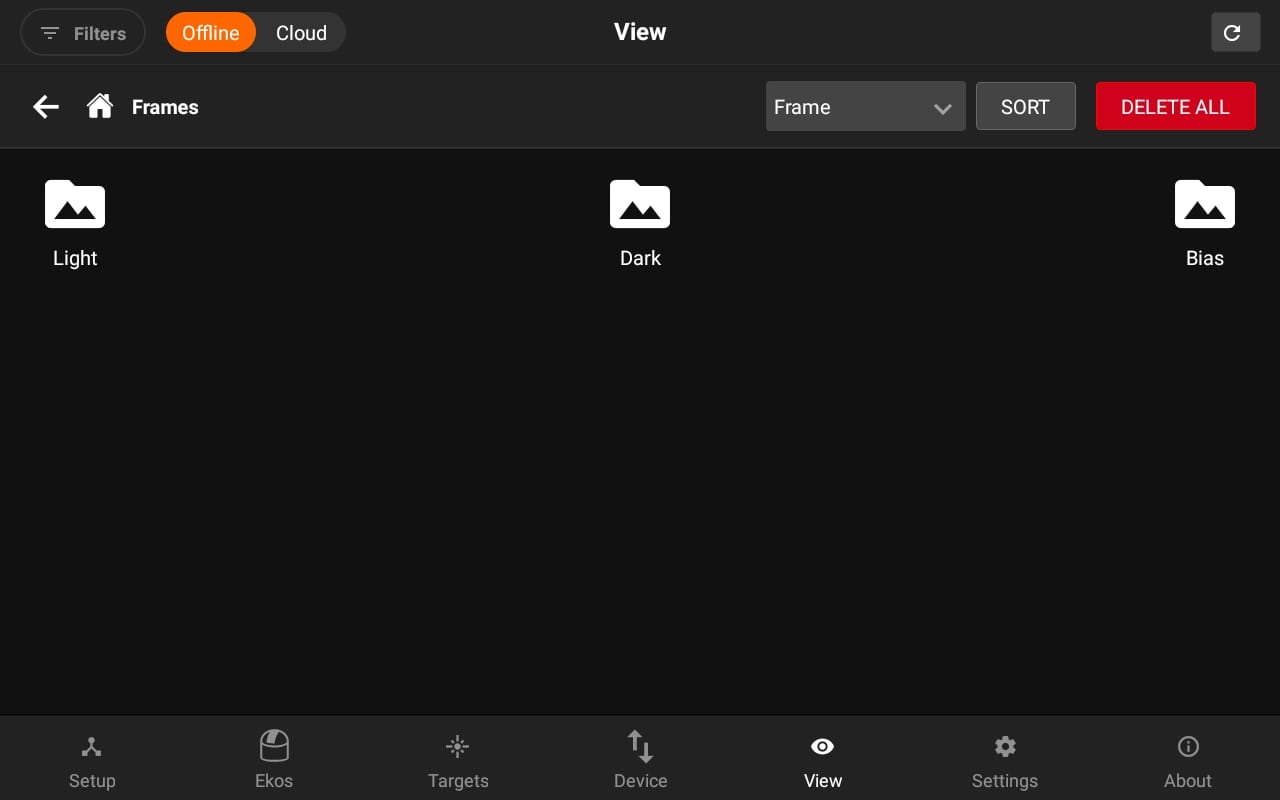 Filters
Offline
Cloud
View
Frames
Frame
SORT
DELETE ALL
Light
Dark
Bias
Setup
Ekos
Targets
Device
View
Settings
About